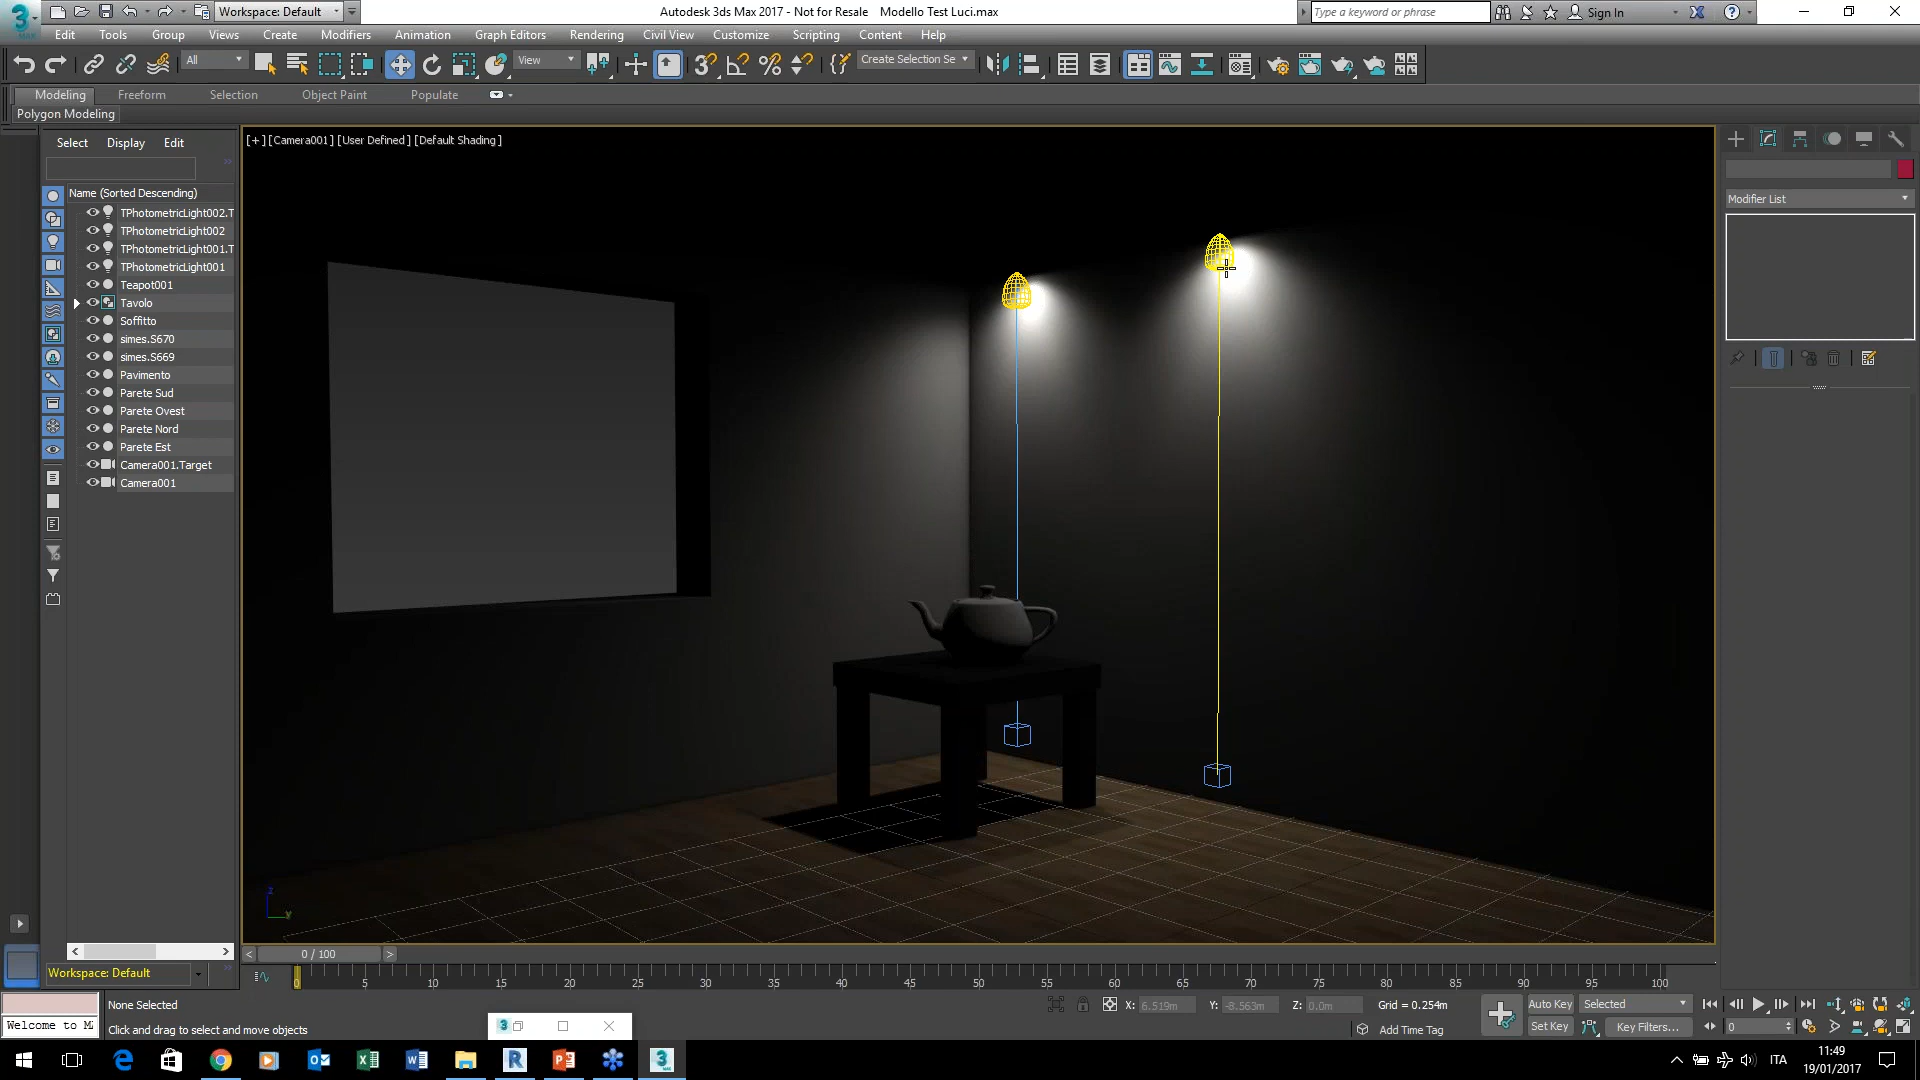 Workspace: Default
Autodesk 3ds Max 2017 - Not for Resale    Modello Test Luci.max
Type a keyword or phrase
Sign In
Edit Tools Group Views Create Modifiers Animation Graph Editors Rendering Civil View Customize Scripting Content Help
All
View
Create Selection Se
Modeling Freeform Selection Object Paint Populate
Polygon Modeling
Select Display Edit
[+] [Camera001] [User Defined] [Default Shading]
Name (Sorted Descending)
Modifier List
TPhotometricLight002.T
TPhotometricLight002
TPhotometricLight001.T
TPhotometricLight001
Teapot001
Tavolo
Soffitto
simes.S670
simes.S669
Pavimento
Parete Sud
Parete Ovest
Parete Nord
Parete Est
Camera001.Target
Camera001
z
y
0 / 100
Workspace: Default
0 5 10 15 20 25 30 35 40 45 50 55 60 65 70 75 80 85 90 95 100
None Selected
X: 6.519m Y: -8.563m Z: 0.0m Grid = 0.254m
Auto Key Selected
Welcome to M
Click and drag to select and move objects
Add Time Tag
Set Key Key Filters...
0
ITA
11:49
19/01/2017